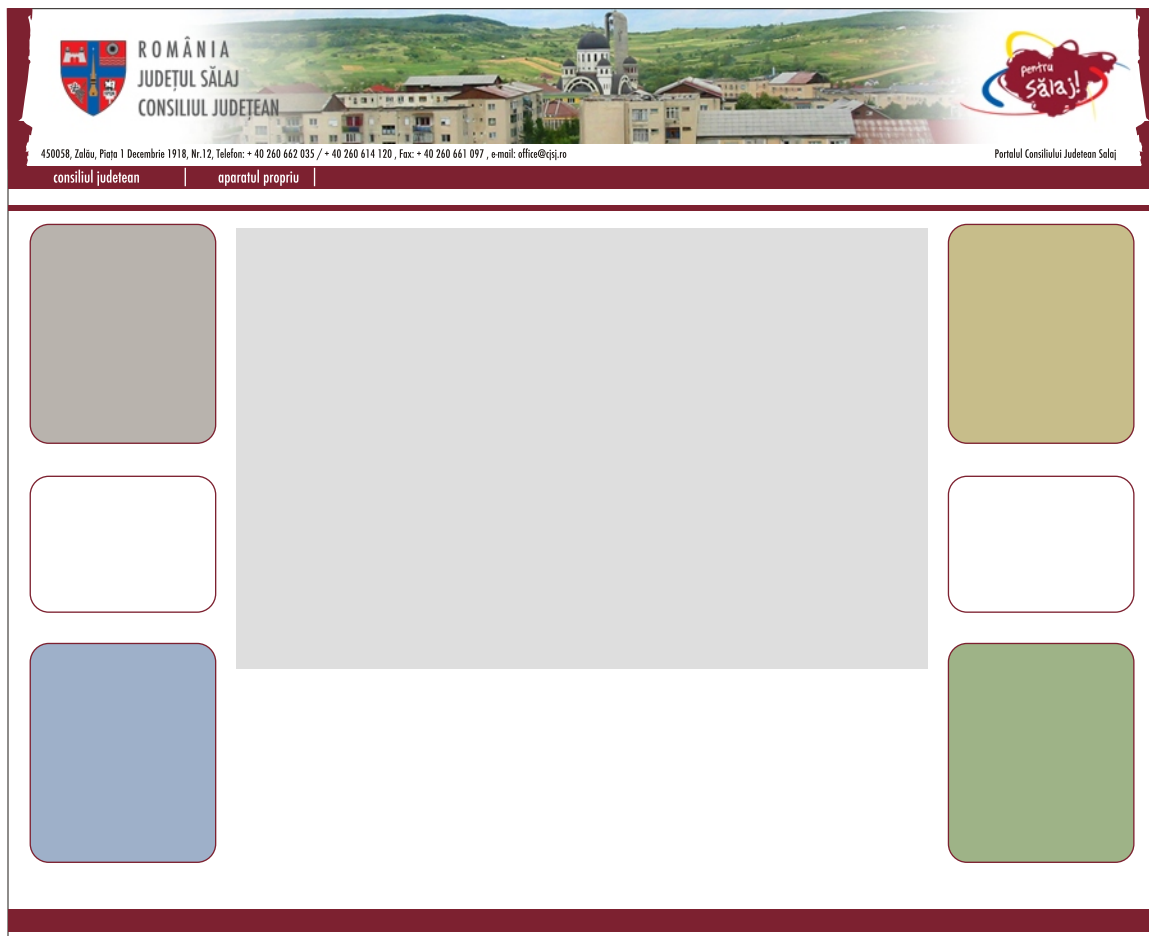 ROMÂNIA
JUDEȚUL SĂLAJ
CONSILIUL JUDEȚEAN
pentru
Sălaj!
450058, Zalău, Piața 1 Decembrie 1918, Nr.12, Telefon: + 40 260 662 035 / + 40 260 614 120 , Fax: + 40 260 661 097 , e-mail: office@cjsj.ro
Portalul Consiliului Judetean Salaj
consiliul judetean | aparatul propriu |